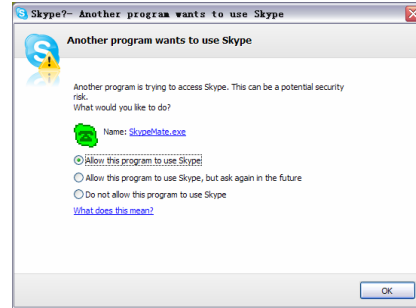 Skype?- Another program wants to use Skype
Another program wants to use Skype
Another program is trying to access Skype. This can be a potential security
risk.
What would you like to do?
Name: SkypeMate.exe
Allow this program to use Skype
Allow this program to use Skype, but ask again in the future
Do not allow this program to use Skype
What does this mean?
OK